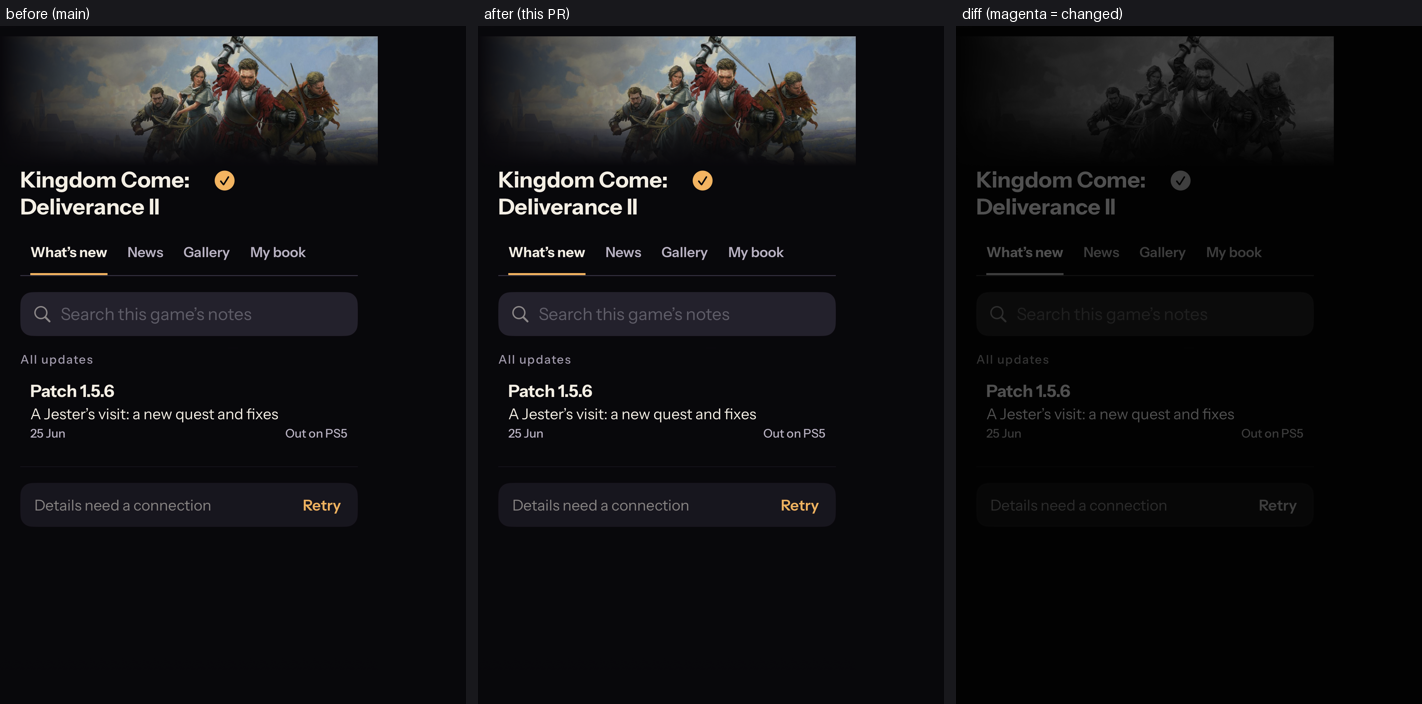 before (main)
Kingdom Come:
Deliverance II
What's new News Gallery My book
Search this game's notes
All updates
Patch 1.5.6
A Jester's visit: a new quest and fixes
25 Jun Out on PS5
Details need a connection Retry
after (this PR)
Kingdom Come:
Deliverance II
What's new News Gallery My book
Search this game's notes
All updates
Patch 1.5.6
A Jester's visit: a new quest and fixes
25 Jun Out on PS5
Details need a connection Retry
diff (magenta = changed)
Kingdom Come:
Deliverance II
What's new News Gallery My book
Search this game's notes
All updates
Patch 1.5.6
A Jester's visit: a new quest and fixes
25 Jun Out on PS5
Details need a connection Retry